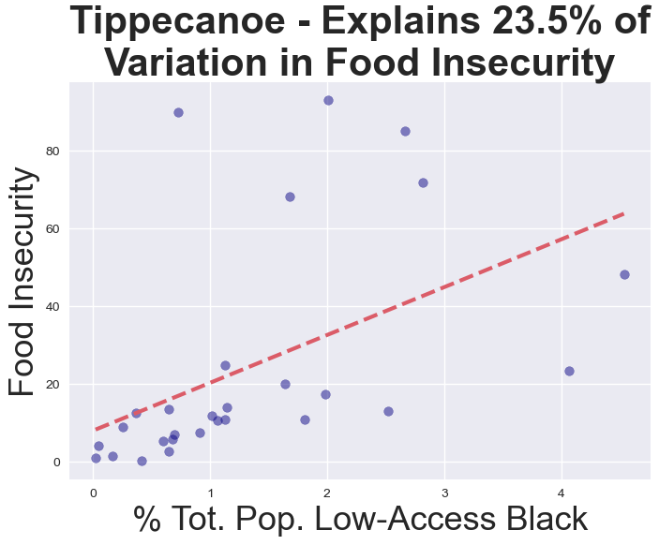 Tippecanoe - Explains 23.5% of
Variation in Food Insecurity
Food Insecurity
80
60
40
20
0
0 1 2 3 4
% Tot. Pop. Low-Access Black